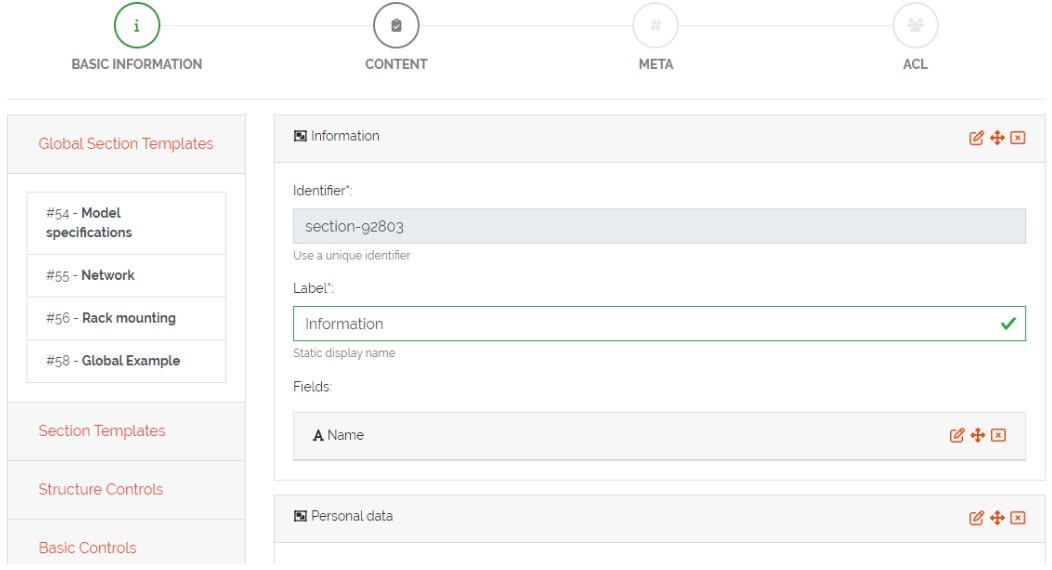 BASIC INFORMATION
CONTENT
META
ACL
Global Section Templates
#54 - Model
specifications
#55 - Network
#56 - Rack mounting
#58 - Global Example
Section Templates
Structure Controls
Basic Controls
Information
Identifier*:
section-92803
Use a unique identifier
Label*:
Information
Static display name
Fields:
Name
Personal data